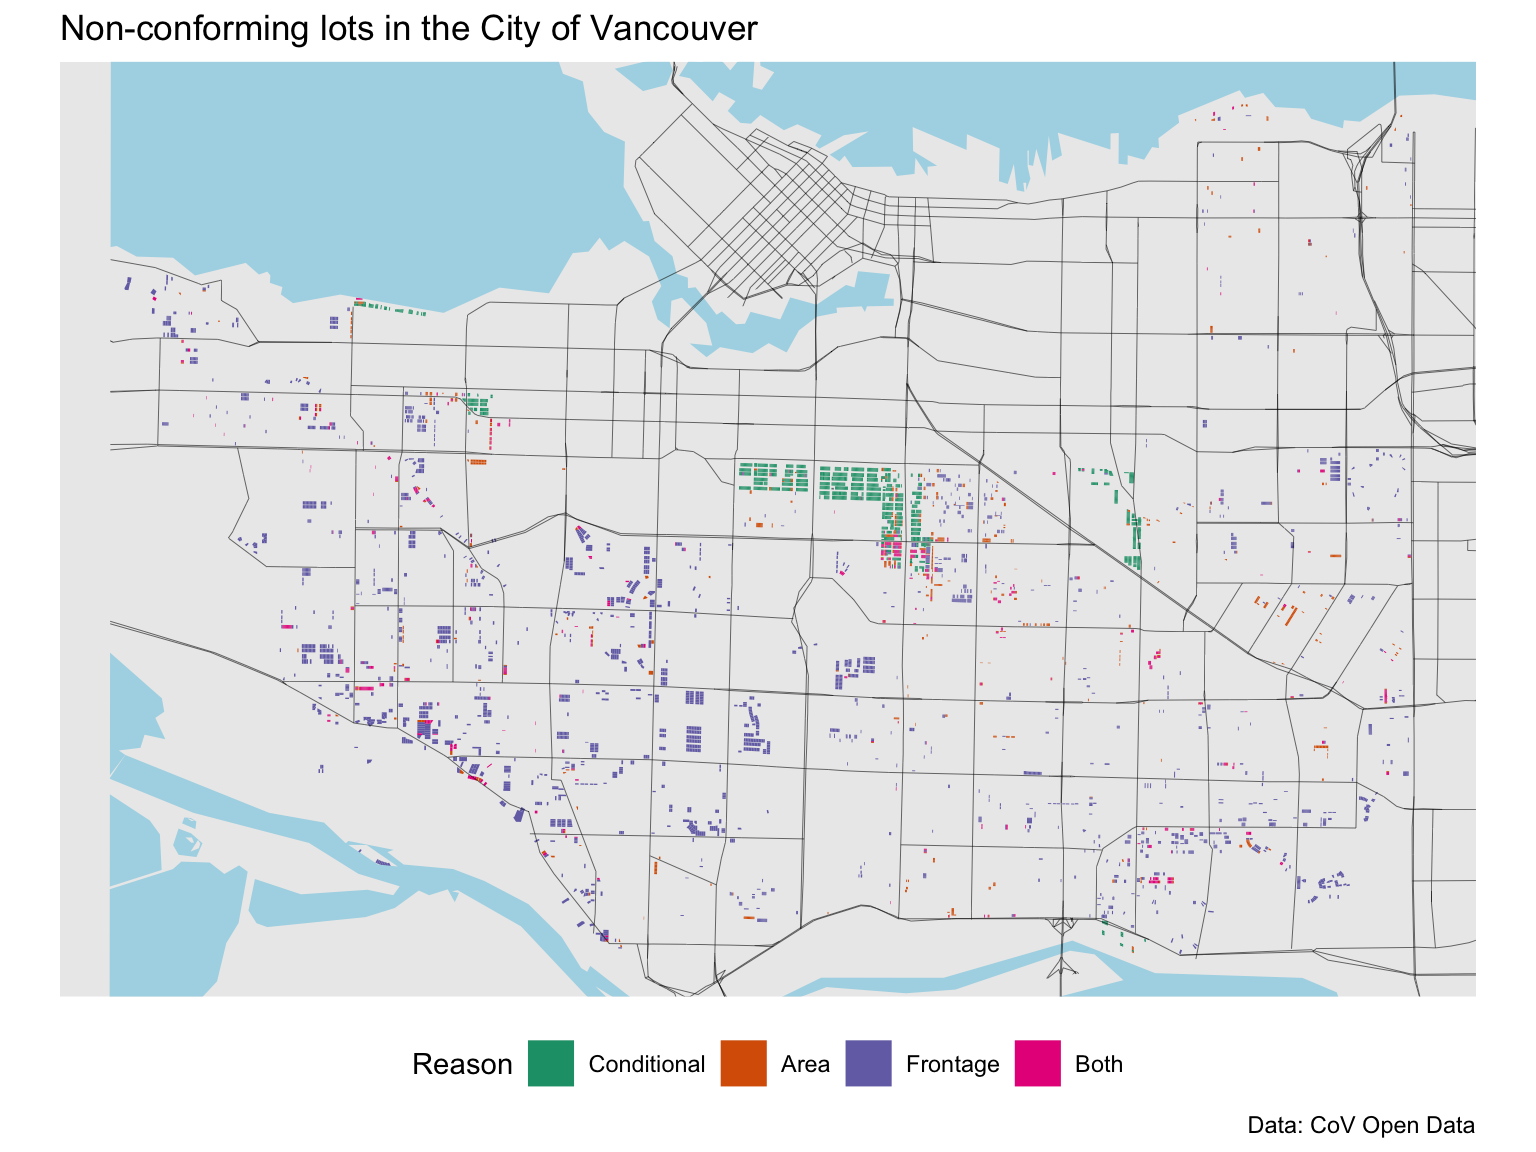 Non-conforming lots in the City of Vancouver
Reason Conditional Area Frontage Both
Data: CoV Open Data